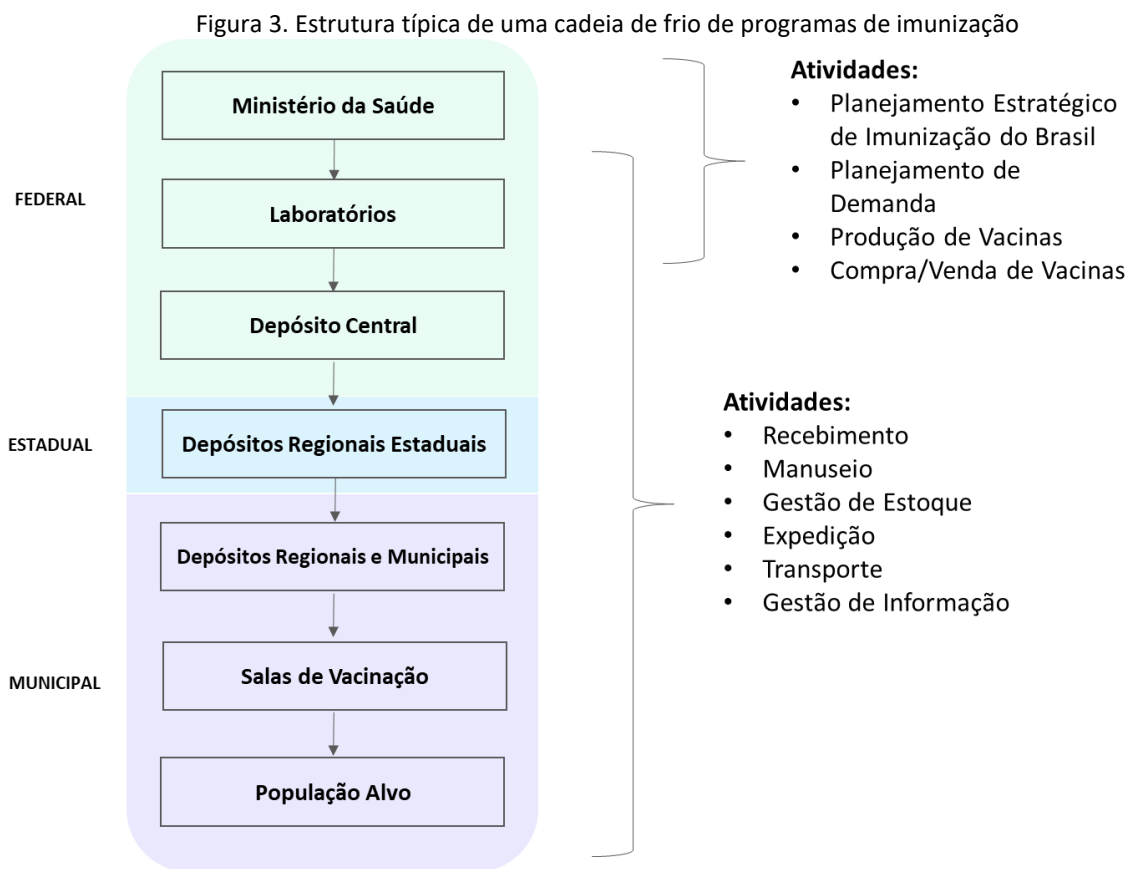 Figura 3. Estrutura típica de uma cadeia de frio de programas de imunização
FEDERAL
Ministério da Saúde
Laboratórios
Depósito Central
ESTADUAL
Depósitos Regionais Estaduais
MUNICIPAL
Depósitos Regionais e Municipais
Salas de Vacinação
População Alvo
Atividades:
• Planejamento Estratégico
de Imunização do Brasil
• Planejamento de
Demanda
• Produção de Vacinas
• Compra/Venda de Vacinas
Atividades:
• Recebimento
• Manuseio
• Gestão de Estoque
• Expedição
• Transporte
• Gestão de Informação